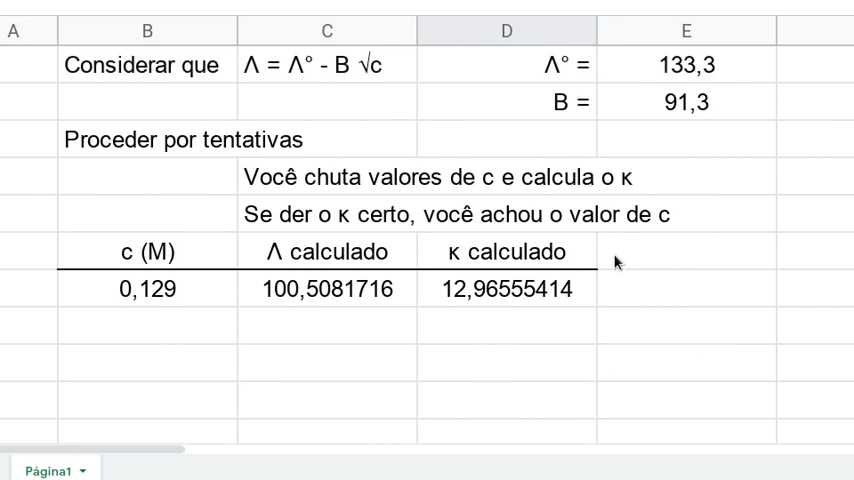 A B C D E
Considerar que Λ = Λ° - B √c Λ° = 133,3
B = 91,3
Proceder por tentativas
Você chuta valores de c e calcula o κ
Se der o κ certo, você achou o valor de c
c (M) Λ calculado κ calculado
0,129 100,5081716 12,96555414
Página1